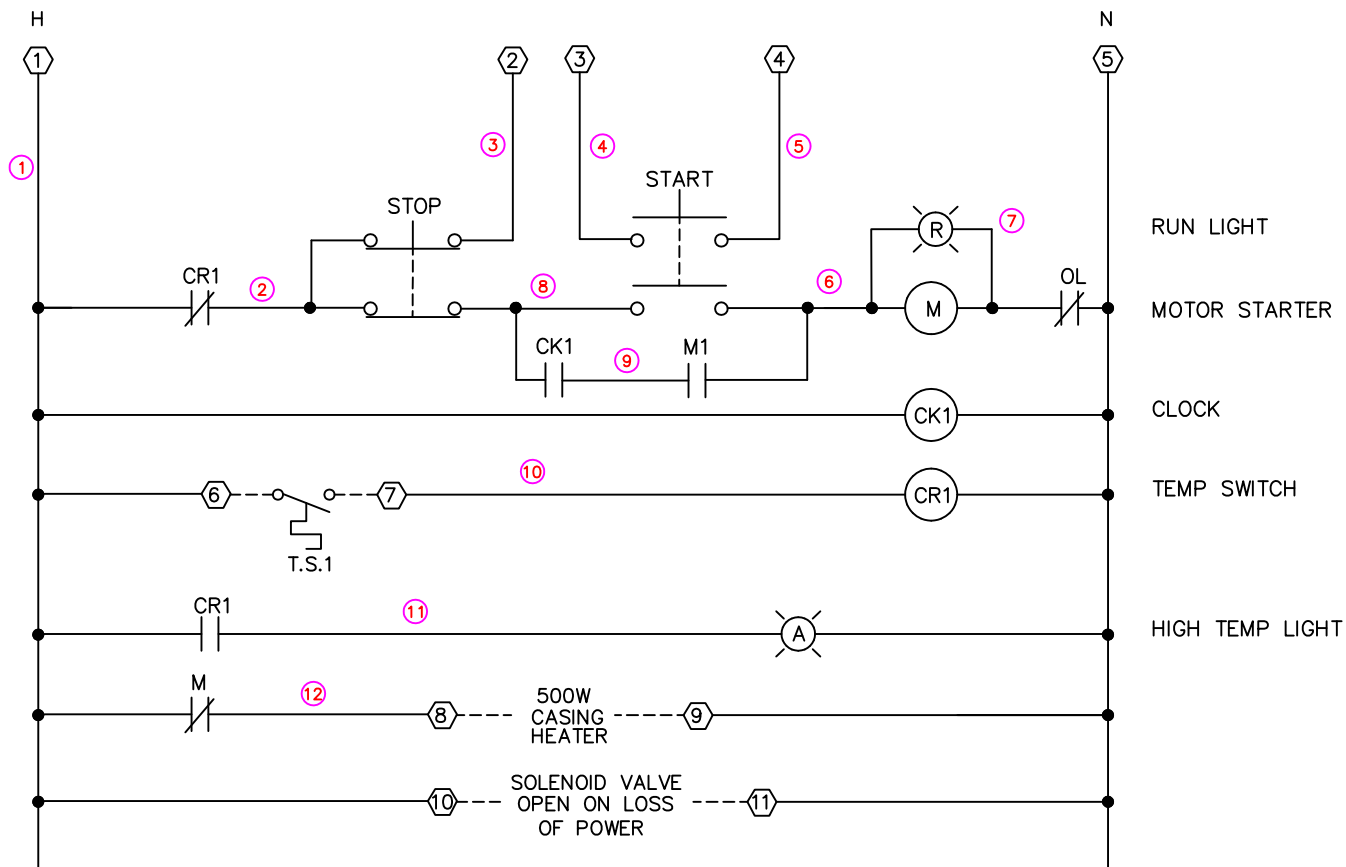 H
N
1
2
3
4
5
1
3
4
5
START
STOP
7
R
RUN LIGHT
CR1
2
8
6
OL
M
MOTOR STARTER
CK1
9
M1
CK1
CLOCK
10
6
7
CR1
TEMP SWITCH
T.S.1
CR1
11
A
HIGH TEMP LIGHT
M
12
8
500W
CASING
HEATER
9
10
SOLENOID VALVE
OPEN ON LOSS
OF POWER
11